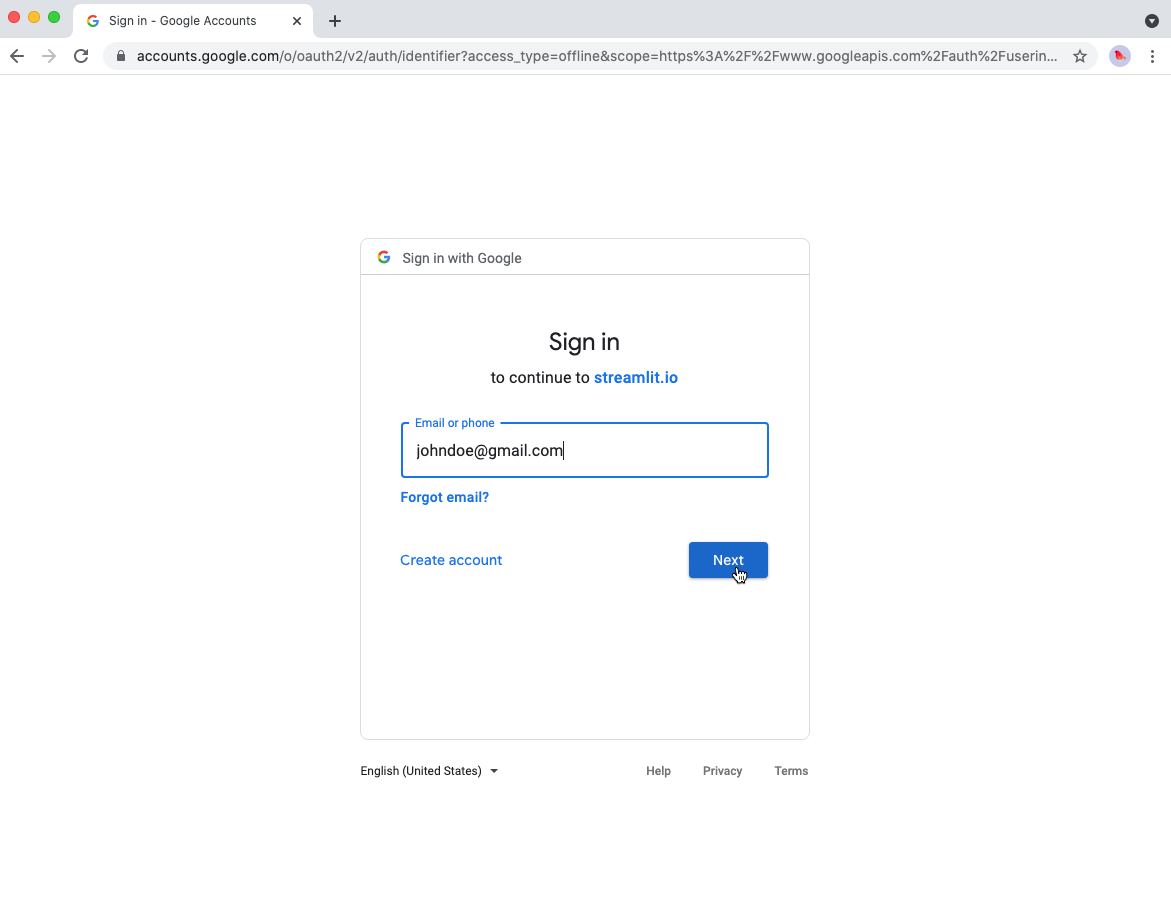 Sign in - Google Accounts
accounts.google.com/o/oauth2/v2/auth/identifier?access_type=offline&scope=https%3A%2F%2Fwww.googleapis.com%2Fauth%2Fuserin...
Sign in with Google
Sign in
to continue to streamlit.io
Email or phone
johndoe@gmail.com
Forgot email?
Create account
Next
English (United States)
Help
Privacy
Terms